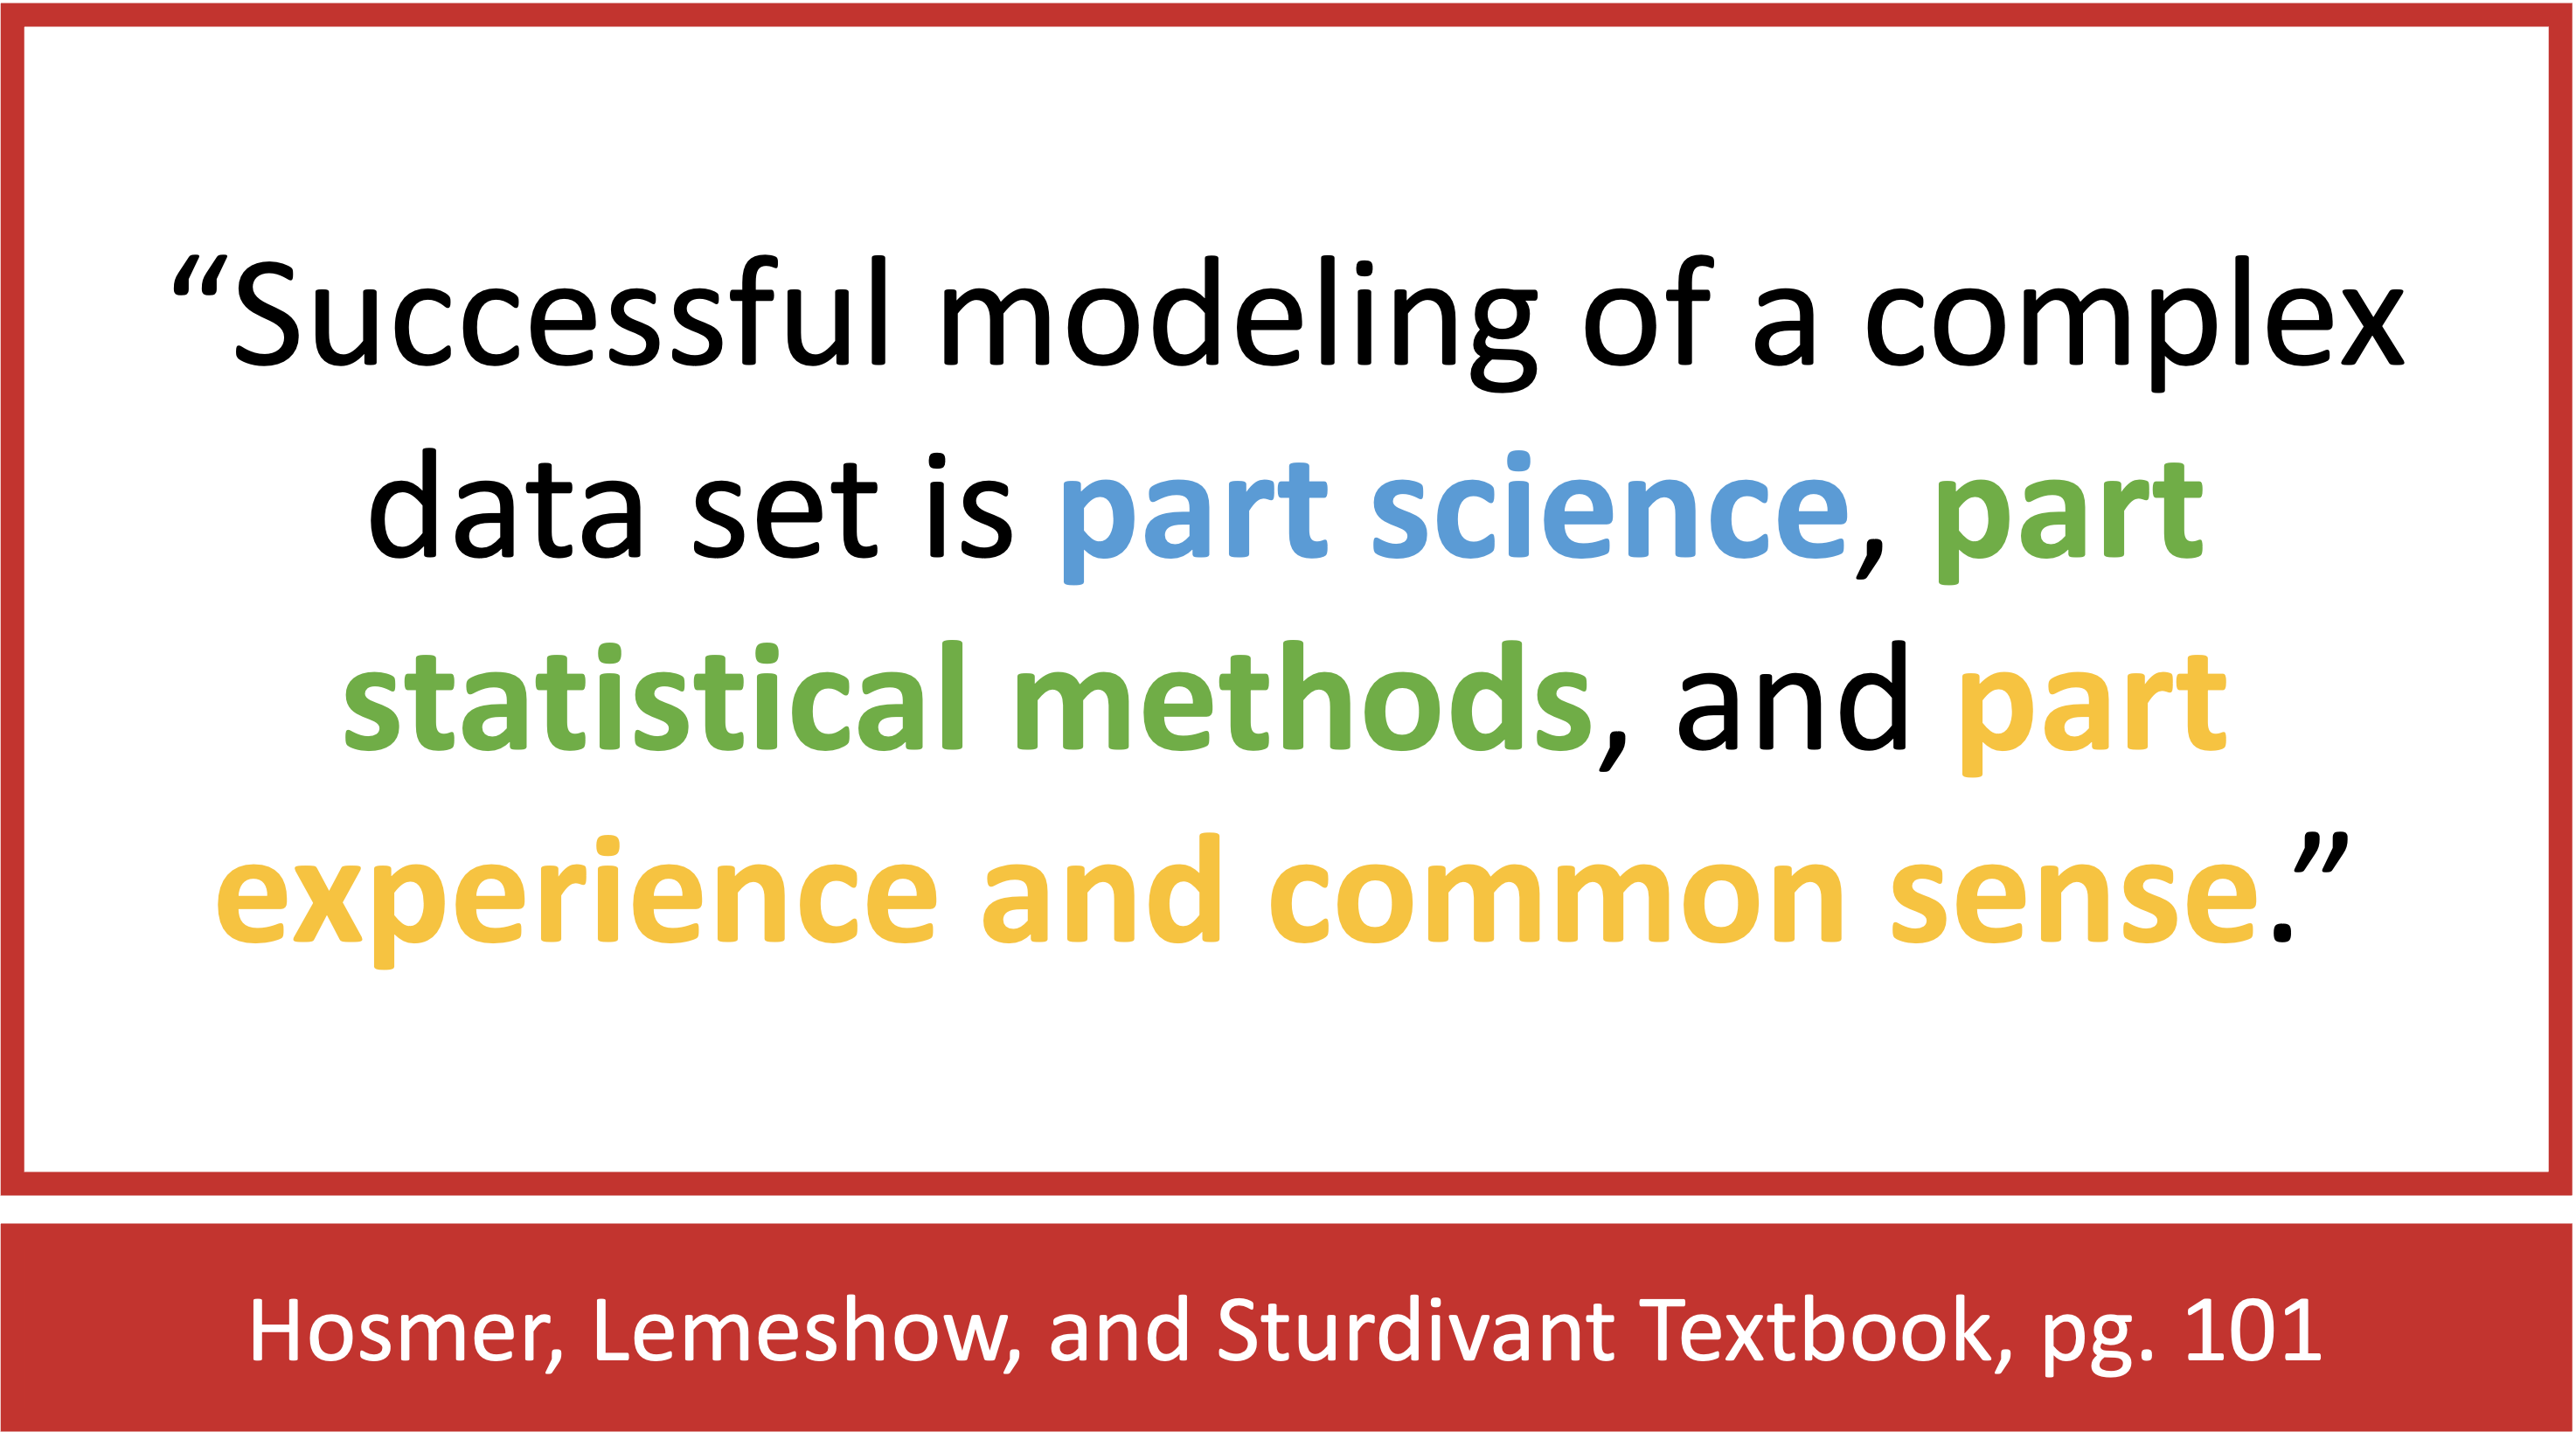 “Successful modeling of a complex
data set is part science, part
statistical methods, and part
experience and common sense.”
Hosmer, Lemeshow, and Sturdivant Textbook, pg. 101